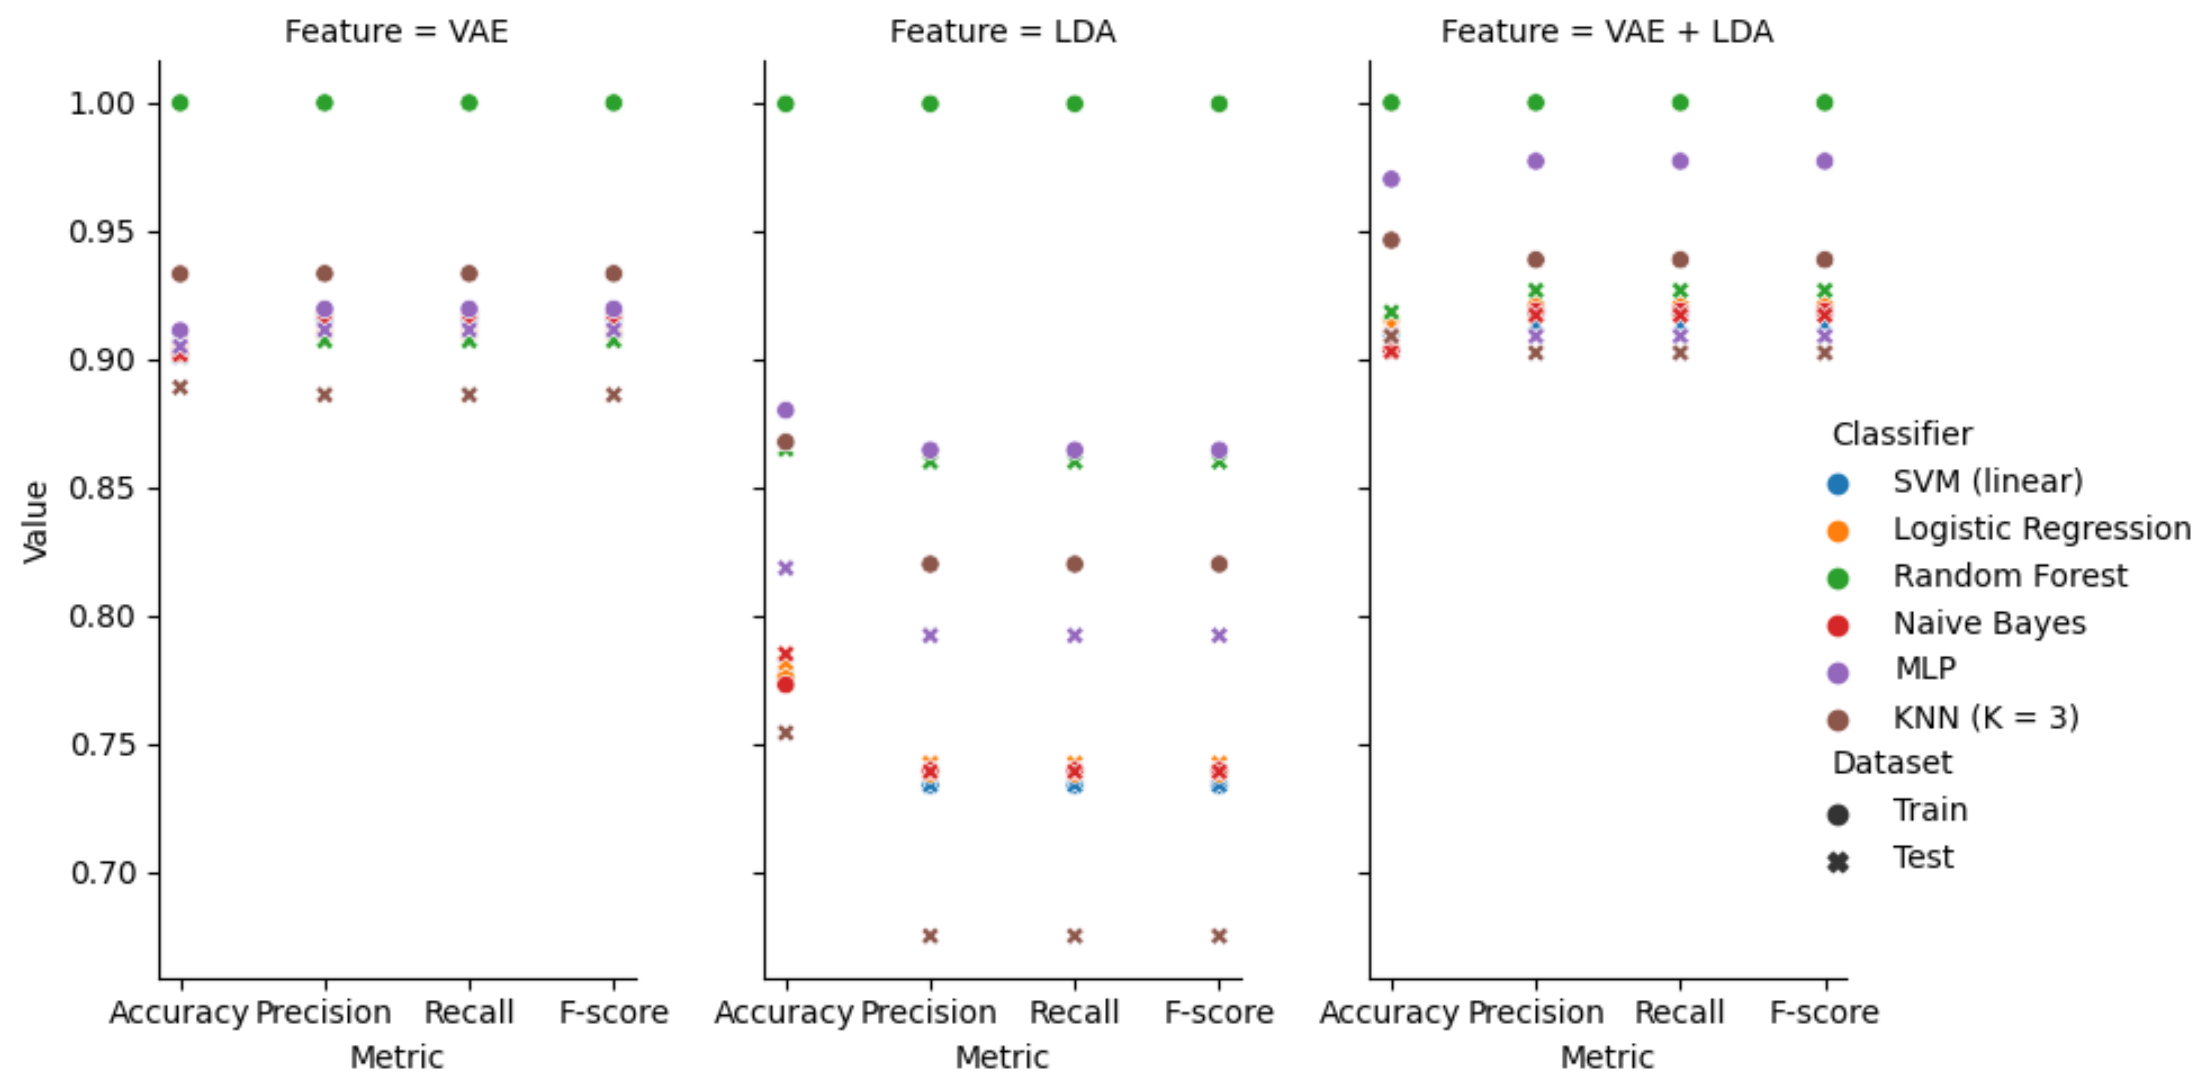 Feature = VAE
Feature = LDA
Feature = VAE + LDA
Value
1.00
0.95
0.90
0.85
0.80
0.75
0.70
Accuracy Precision Recall F-score
Metric
Accuracy Precision Recall F-score
Metric
Accuracy Precision Recall F-score
Metric
Classifier
SVM (linear)
Logistic Regression
Random Forest
Naive Bayes
MLP
KNN (K = 3)
Dataset
Train
Test